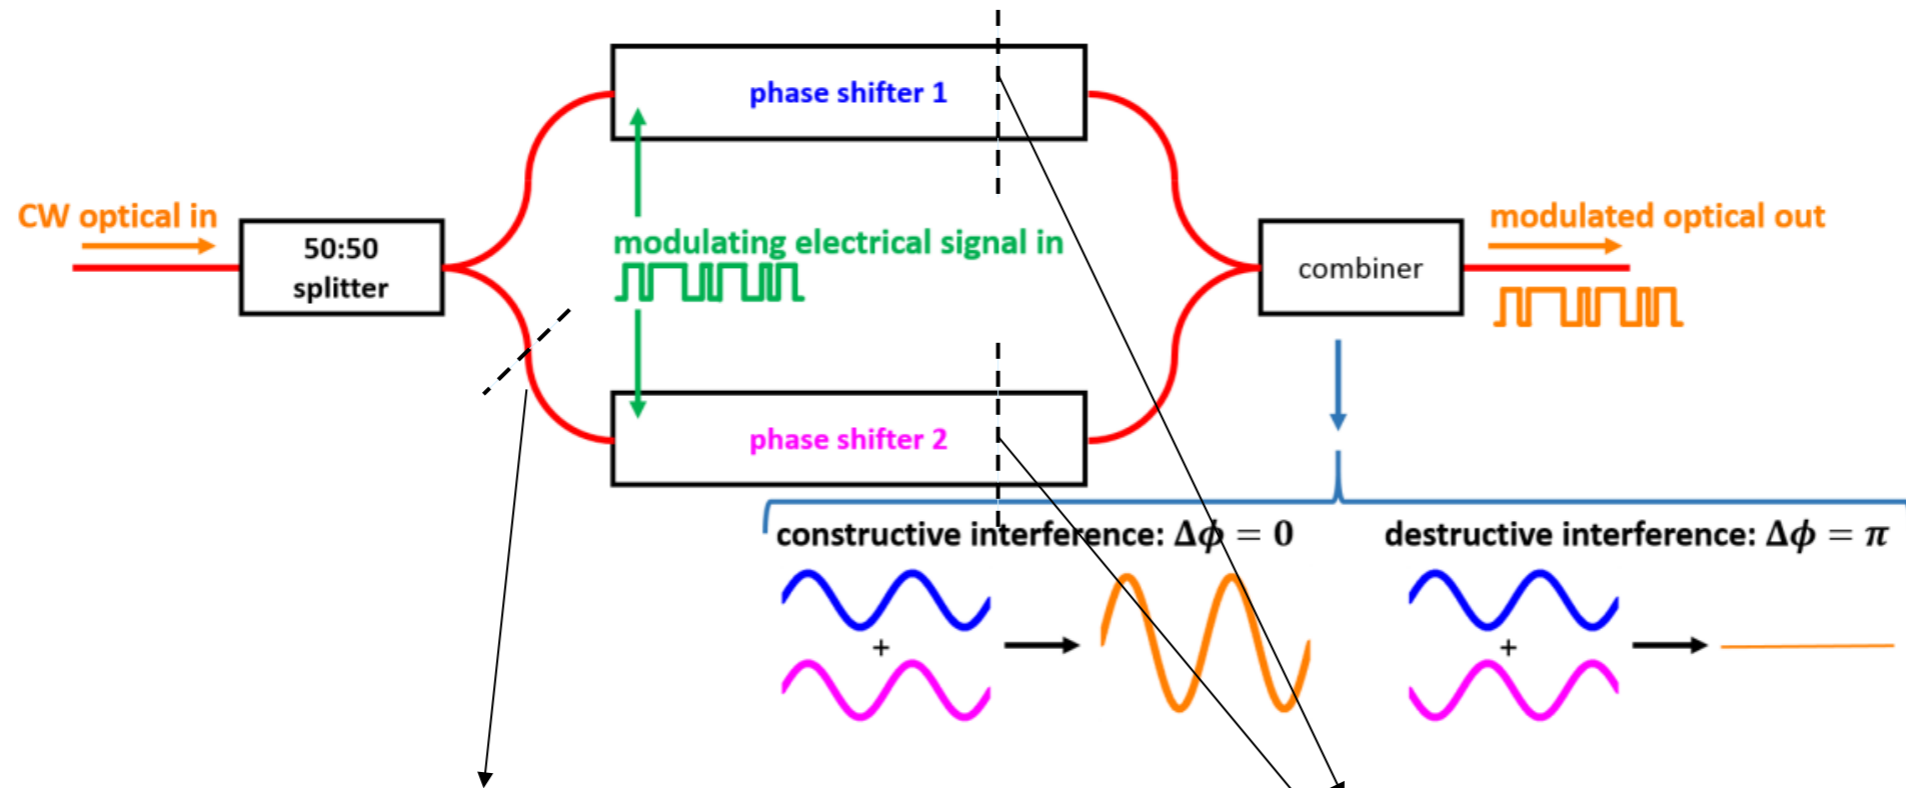 phase shifter 1
CW optical in
50:50
splitter
modulating electrical signal in
combiner
modulated optical out
phase shifter 2
constructive interference: Δϕ = 0
destructive interference: Δϕ = π
+
+